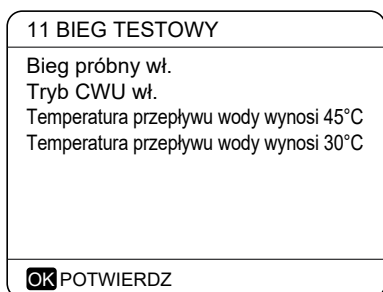 11 BIEG TESTOWY
Bieg próbny wł.
Tryb CWU wł.
Temperatura przepływu wody wynosi 45°C
Temperatura przepływu wody wynosi 30°C
OK POTWIERDZ